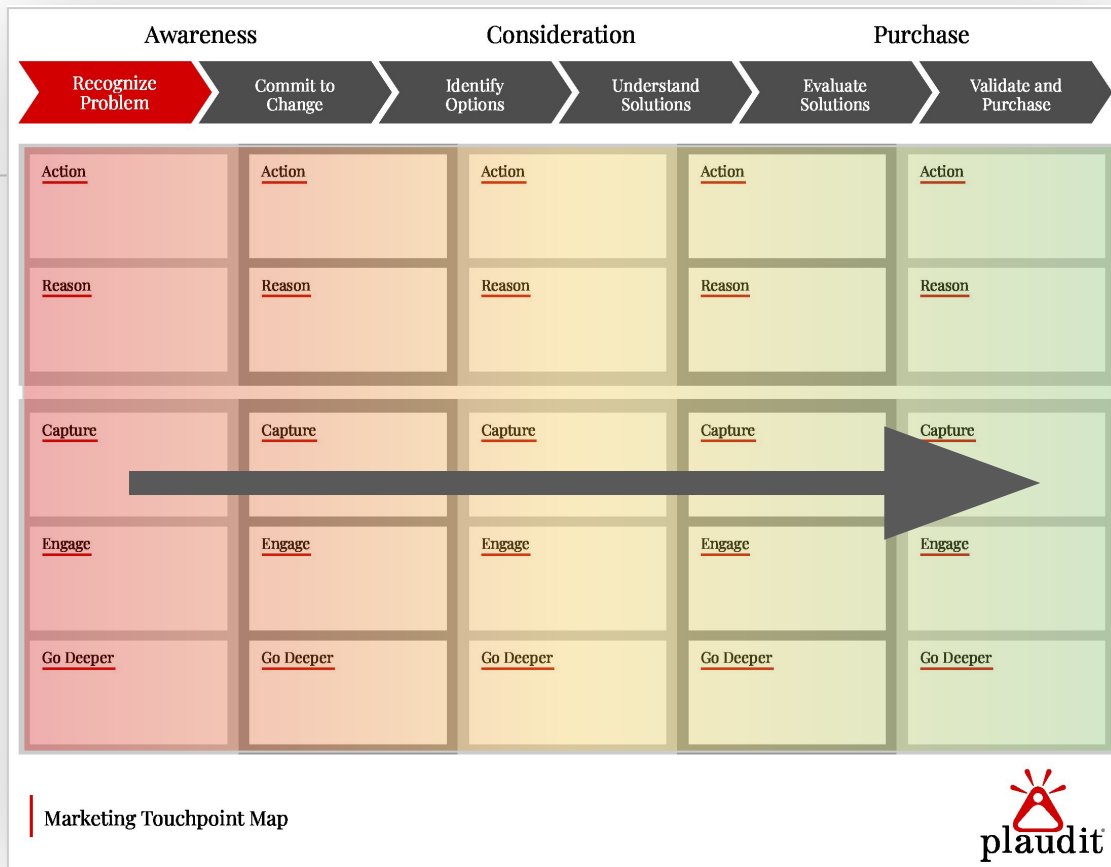 Awareness Consideration Purchase
Recognize
Problem
Commit to
Change
Identify
Options
Understand
Solutions
Evaluate
Solutions
Validate and
Purchase
Action Action Action Action Action
Reason Reason Reason Reason Reason
Capture Capture Capture Capture Capture
Engage Engage Engage Engage Engage
Go Deeper Go Deeper Go Deeper Go Deeper Go Deeper
Marketing Touchpoint Map
plaudit